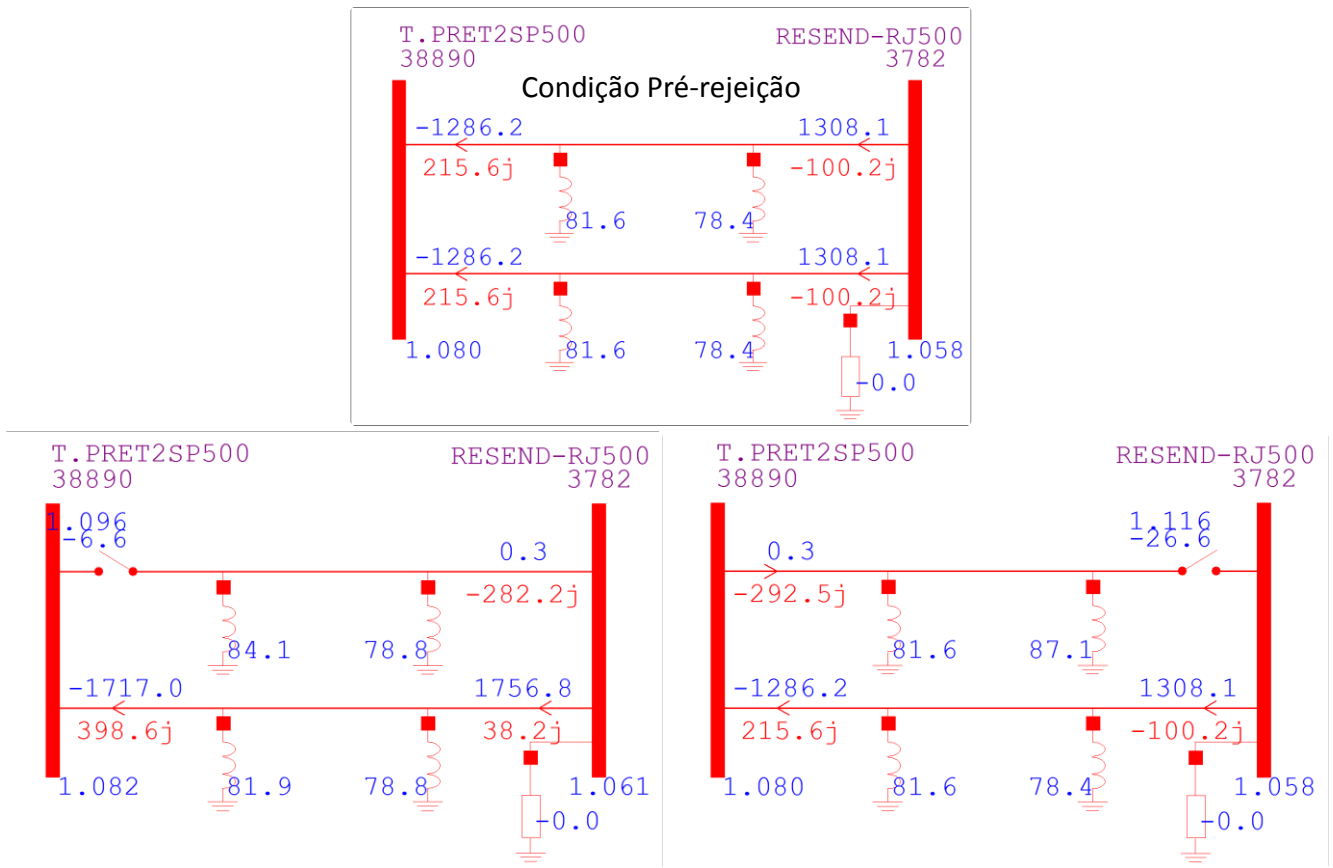 T.PRET2SP500 RESEND-RJ500
38890 3782
Condição Pré-rejeição
-1286.2 1308.1
215.6j -100.2j
81.6 78.4
-1286.2 1308.1
215.6j -100.2j
1.080 81.6 78.4 1.058
-0.0
T.PRET2SP500 RESEND-RJ500
38890 3782
1.096
-6.6 0.3
-282.2j
84.1 78.8
-1717.0 1756.8
398.6j 38.2j
1.082 81.9 78.8 1.061
-0.0
T.PRET2SP500 RESEND-RJ500
38890 3782
1.116
0.3 -26.6
-292.5j
81.6 87.1
-1286.2 1308.1
215.6j -100.2j
1.080 81.6 78.4 1.058
-0.0